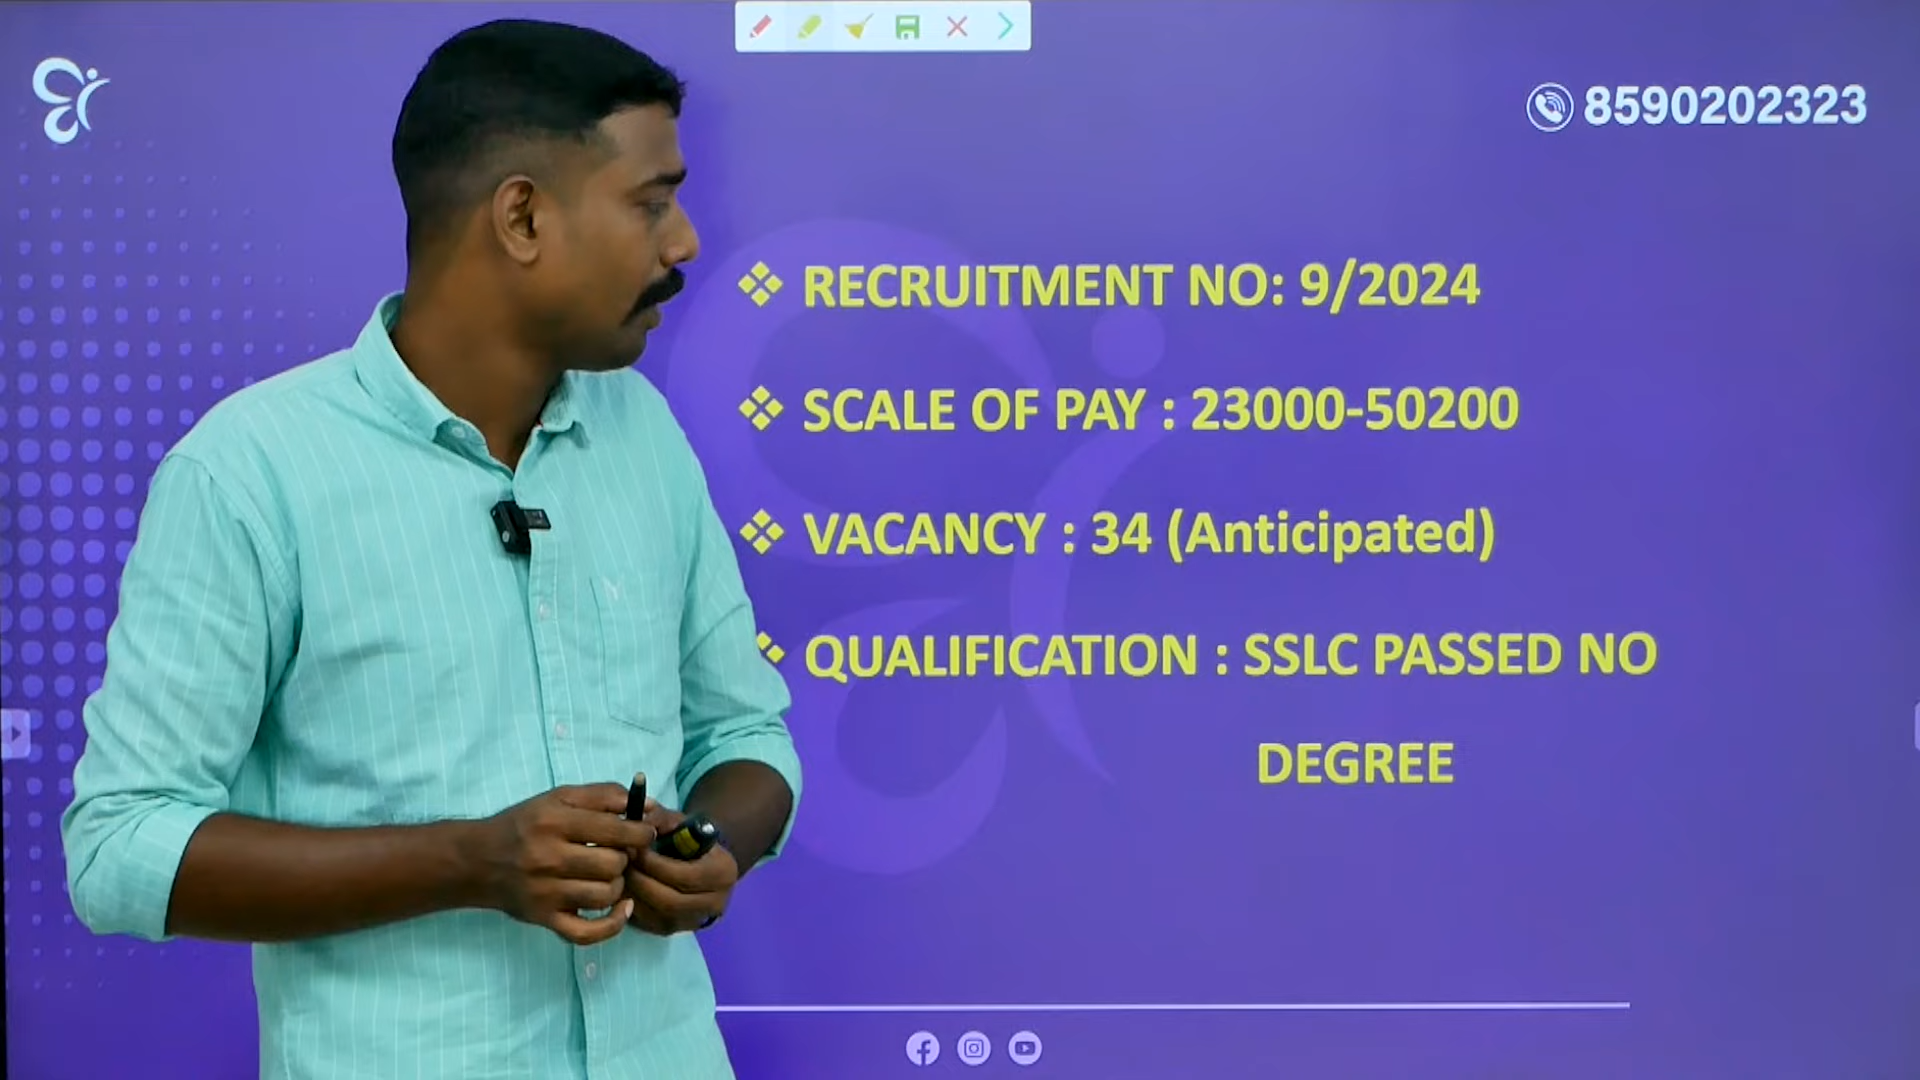 8590202323
RECRUITMENT NO: 9/2024
SCALE OF PAY : 23000-50200
VACANCY : 34 (Anticipated)
QUALIFICATION : SSLC PASSED NO
DEGREE